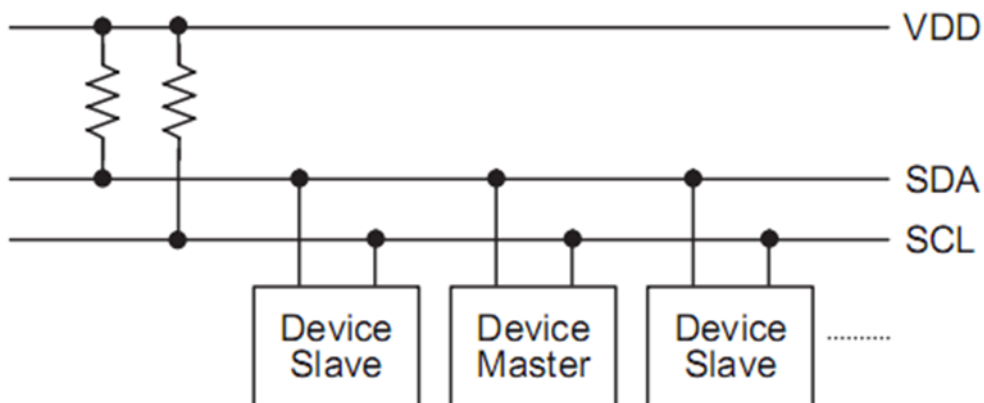 VDD
SDA
SCL
Device
Slave
Device
Master
Device
Slave